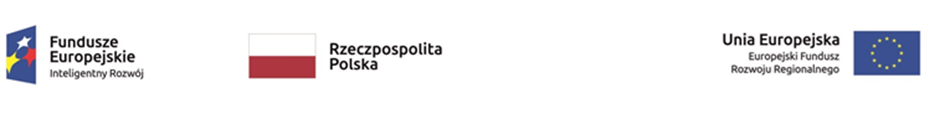 Fundusze
Europejskie
Inteligentny Rozwój
Rzeczpospolita
Polska
Unia Europejska
Europejski Fundusz
Rozwoju Regionalnego